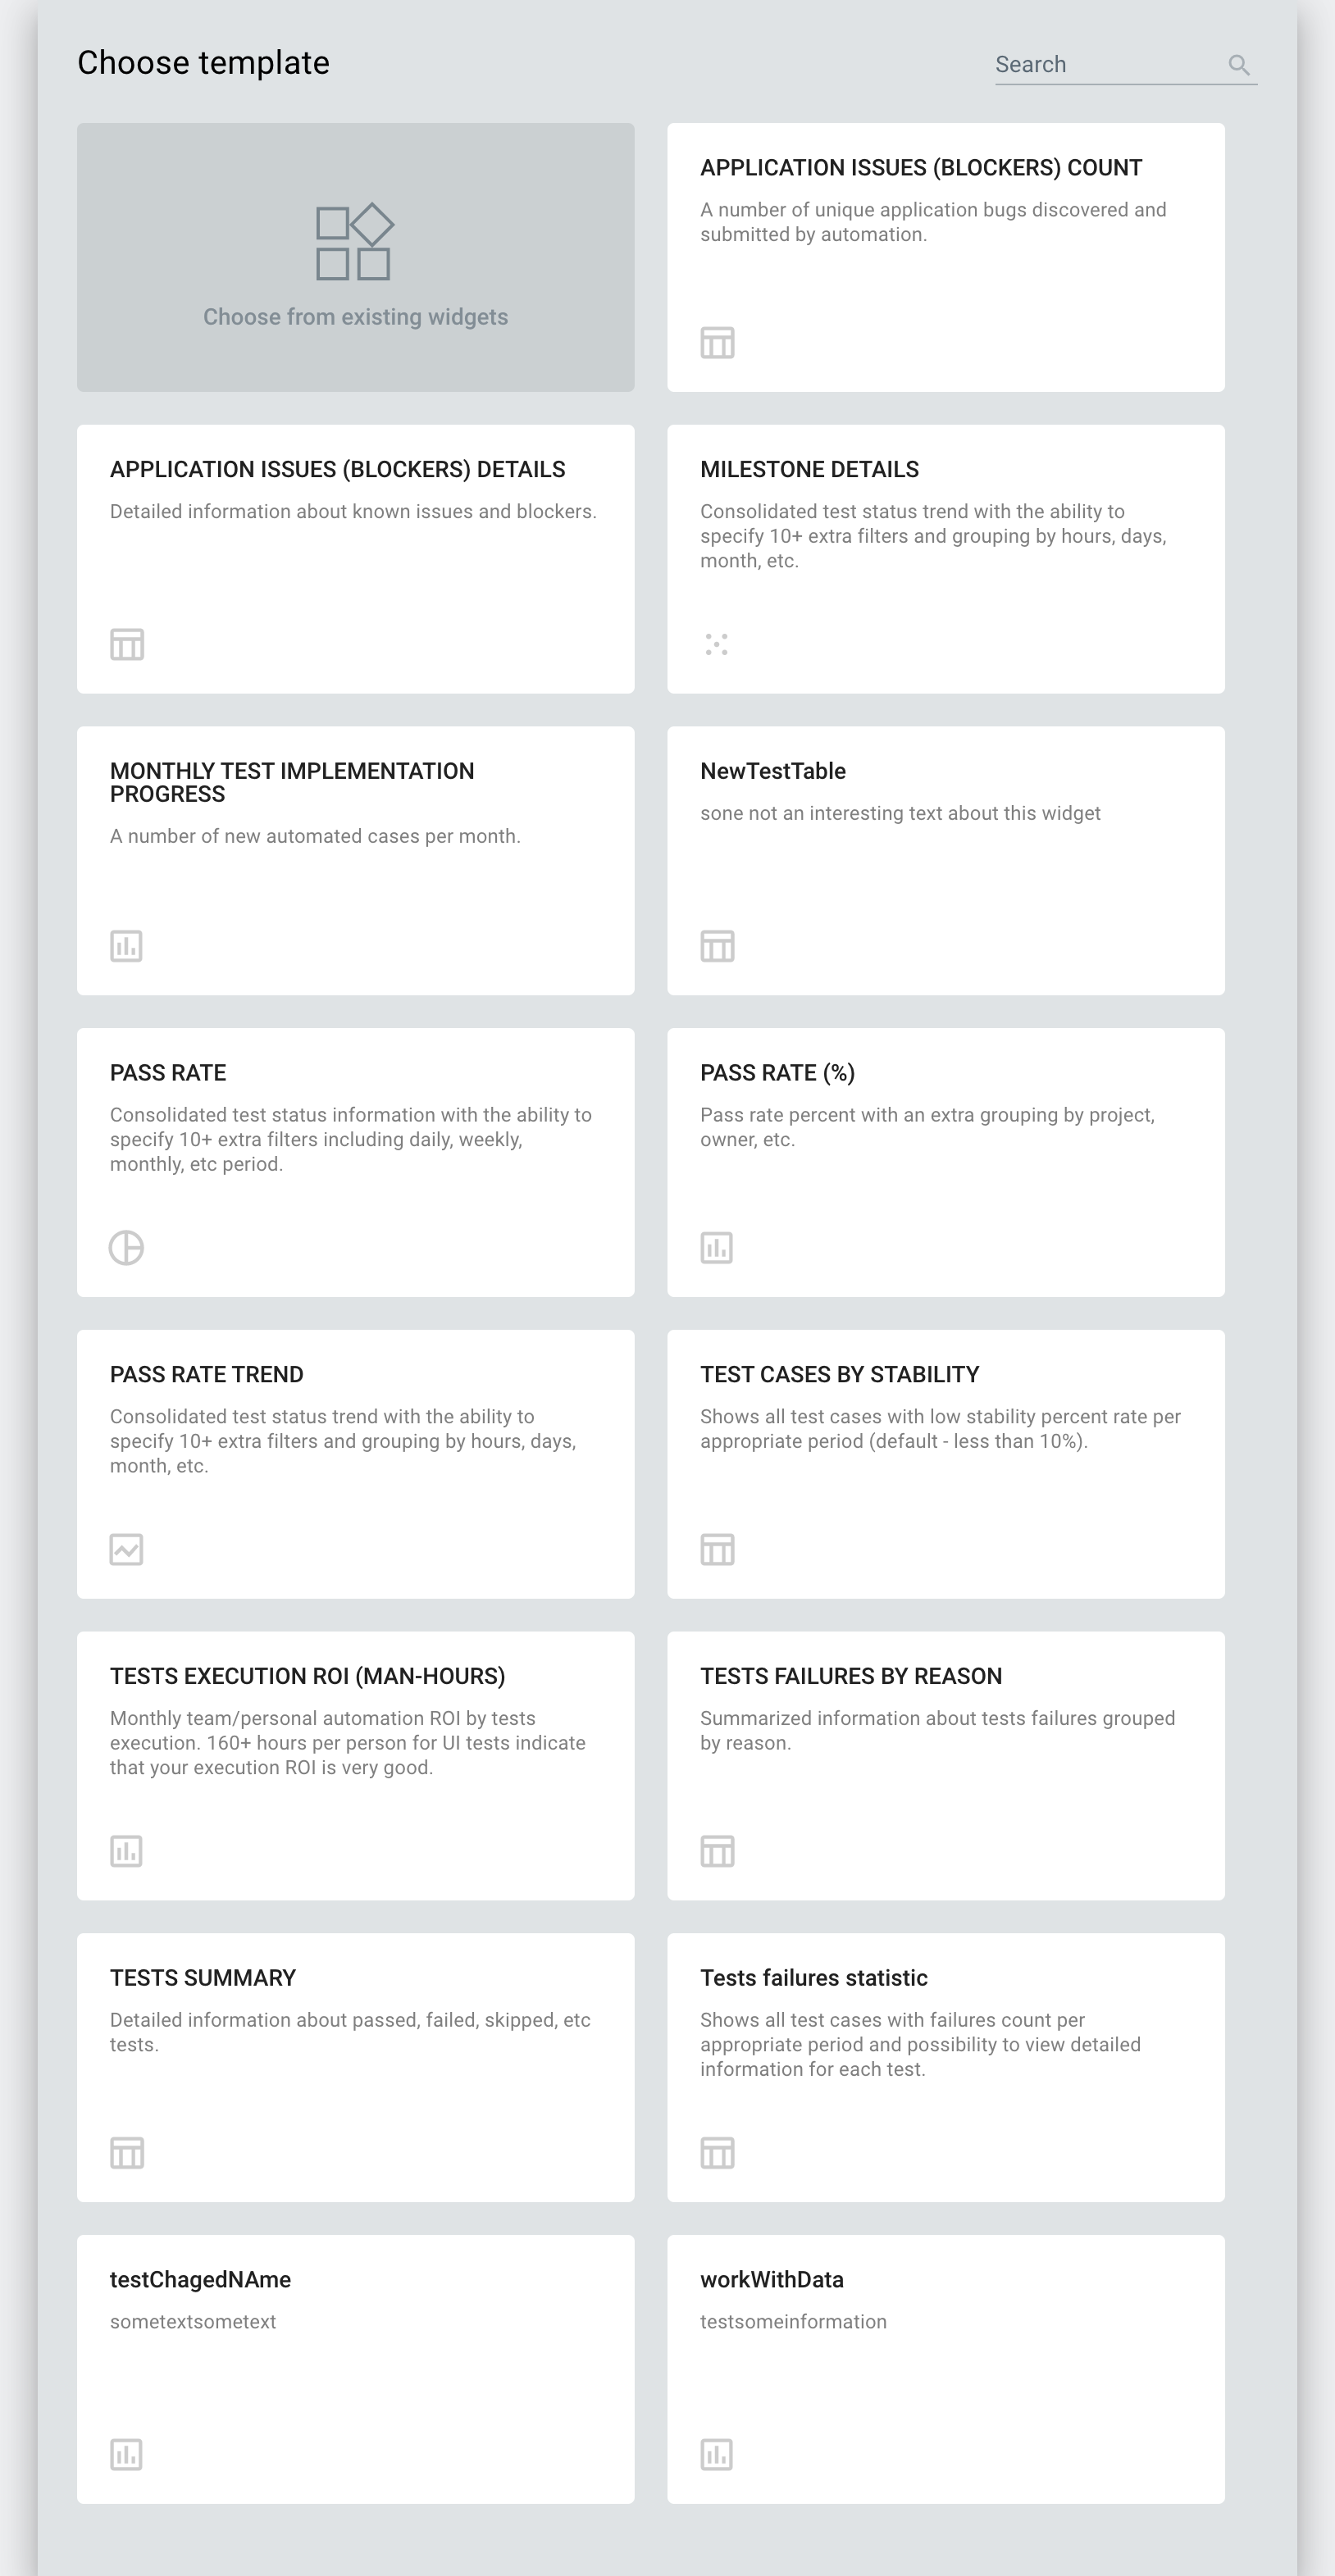 Choose template
Search
Choose from existing widgets
APPLICATION ISSUES (BLOCKERS) COUNT
A number of unique application bugs discovered and
submitted by automation.
APPLICATION ISSUES (BLOCKERS) DETAILS
Detailed information about known issues and blockers.
MILESTONE DETAILS
Consolidated test status trend with the ability to
specify 10+ extra filters and grouping by hours, days,
month, etc.
MONTHLY TEST IMPLEMENTATION
PROGRESS
A number of new automated cases per month.
NewTestTable
sone not an interesting text about this widget
PASS RATE
Consolidated test status information with the ability to
specify 10+ extra filters including daily, weekly,
monthly, etc period.
PASS RATE (%)
Pass rate percent with an extra grouping by project,
owner, etc.
PASS RATE TREND
Consolidated test status trend with the ability to
specify 10+ extra filters and grouping by hours, days,
month, etc.
TEST CASES BY STABILITY
Shows all test cases with low stability percent rate per
appropriate period (default - less than 10%).
TESTS EXECUTION ROI (MAN-HOURS)
Monthly team/personal automation ROI by tests
execution. 160+ hours per person for UI tests indicate
that your execution ROI is very good.
TESTS FAILURES BY REASON
Summarized information about tests failures grouped
by reason.
TESTS SUMMARY
Detailed information about passed, failed, skipped, etc
tests.
Tests failures statistic
Shows all test cases with failures count per
appropriate period and possibility to view detailed
information for each test.
testChagedNAme
sometextsometext
workWithData
testsomeinformation